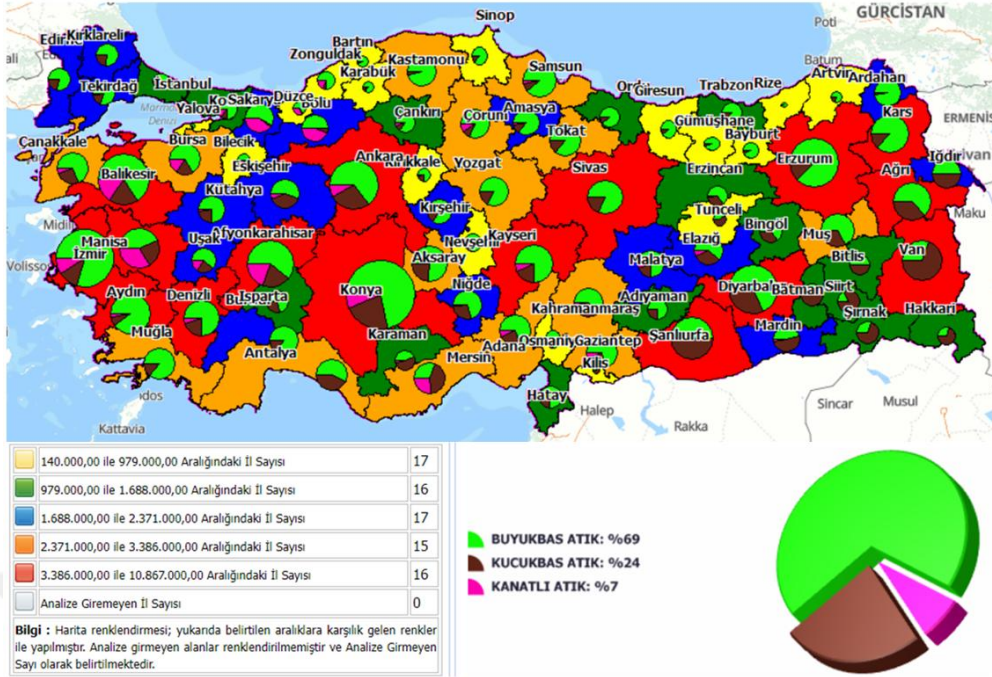 GÜRCİSTAN
Sinop
Poti
Kırklareli
Bartın
Zonguldak
Kastamonu
Batum
Karabük
Samsun
Tekirdağ
İstanbul
Düzce
Giresun
Trabzon
Rize
Ardahan
Yalova
Bolu
Çankırı
Amasya
Çorum
Tokat
Gümüşhane
Bayburt
Kars
Çanakkale
Bursa
Bilecik
Ankara
Yozgat
Sivas
Erzincan
Erzurum
Ağrı
Iğdır
Balıkesir
Eskişehir
Kütahya
Kırşehir
Tunceli
Bingöl
Muş
Maku
Manisa
İzmir
Uşak
Afyonkarahisar
Nevşehir
Kayseri
Aksaray
Malatya
Elazığ
Bitlis
Van
Volisso
Aydın
Denizli
Isparta
Konya
Niğde
Kahramanmaraş
Adıyaman
Diyarbakır
Batman
Siirt
Şırnak
Hakkari
Muğla
Antalya
Karaman
Mersin
Adana
Osmaniye
Gaziantep
Şanlıurfa
Mardin
Kilis
Hatay
Halep
Rakka
Sincar
Musul
Kattavia
140.000,00 ile 979.000,00 Aralığındaki İl Sayısı 17
979.000,00 ile 1.688.000,00 Aralığındaki İl Sayısı 16
1.688.000,00 ile 2.371.000,00 Aralığındaki İl Sayısı 17
2.371.000,00 ile 3.386.000,00 Aralığındaki İl Sayısı 15
3.386.000,00 ile 10.867.000,00 Aralığındaki İl Sayısı 16
Analize Giremeyen İl Sayısı 0
Bilgi : Harita renklendirmesi; yukarıda belirtilen aralıklara karşılık gelen renkler
ile yapılmıştır. Analize girmeyen alanlar renklendirilmemiştir ve Analize Girmeyen
Sayı olarak belirtilmektedir.
BUYUKBAS ATIK: %69
KUCUKBAS ATIK: %24
KANATLI ATIK: %7